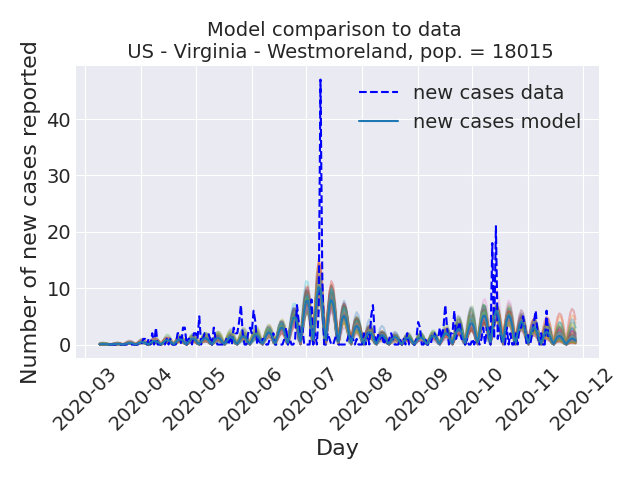 Model comparison to data
US - Virginia - Westmoreland, pop. = 18015
Number of new cases reported
40
30
20
10
0
new cases data
new cases model
2020-03
2020-04
2020-05
2020-06
2020-07
2020-08
2020-09
2020-10
2020-11
2020-12
Day